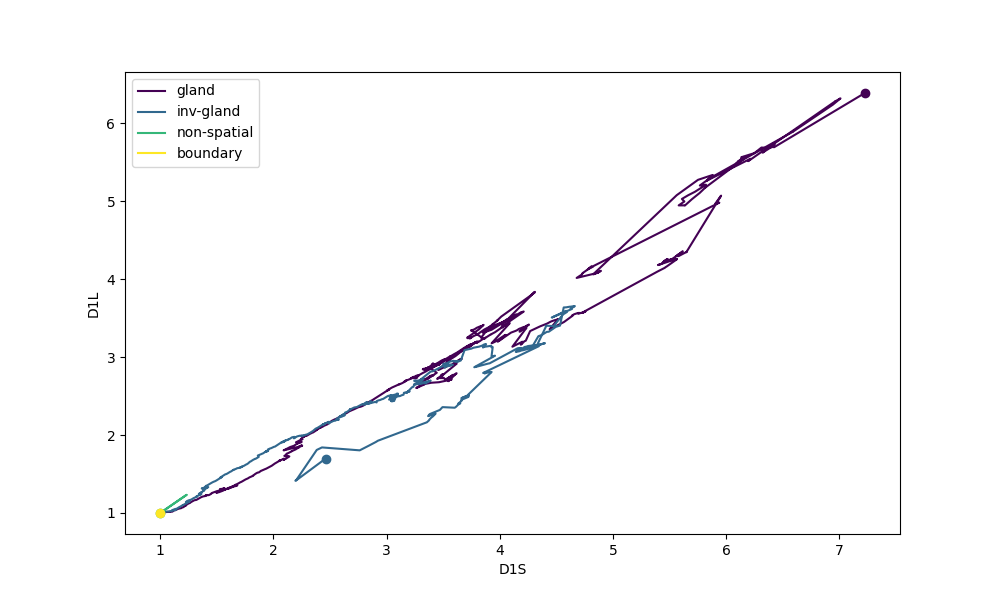 gland
inv-gland
non-spatial
boundary
6
5
4
3
2
1
D1L
1 2 3 4 5 6 7
D1S